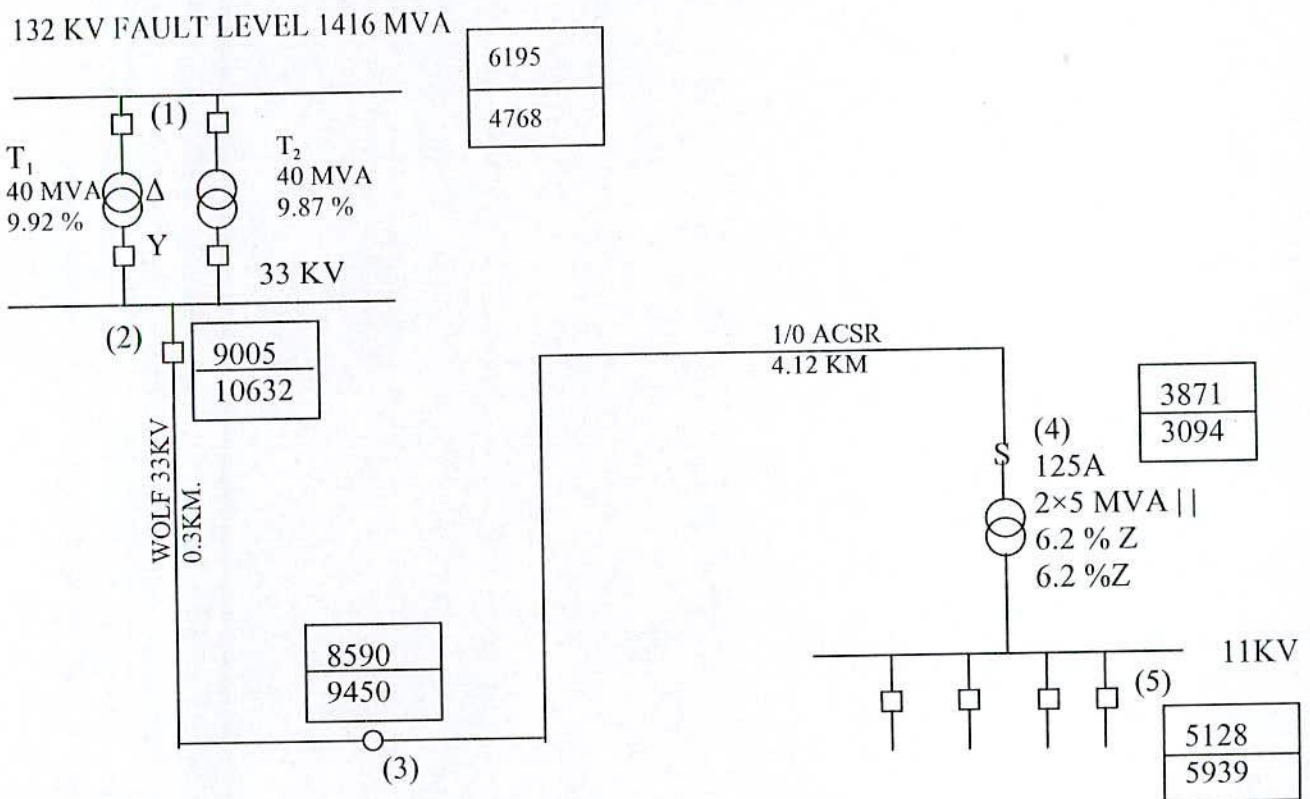 132 KV FAULT LEVEL 1416 MVA
6195
4768
(1)
T1
40 MVA
9.92 %
Δ
Y
T2
40 MVA
9.87 %
33 KV
(2)
9005
10632
WOLF 33KV
0.3KM.
8590
9450
(3)
1/0 ACSR
4.12 KM
3871
3094
(4)
S
125A
2×5 MVA ||
6.2 % Z
6.2 %Z
11KV
(5)
5128
5939